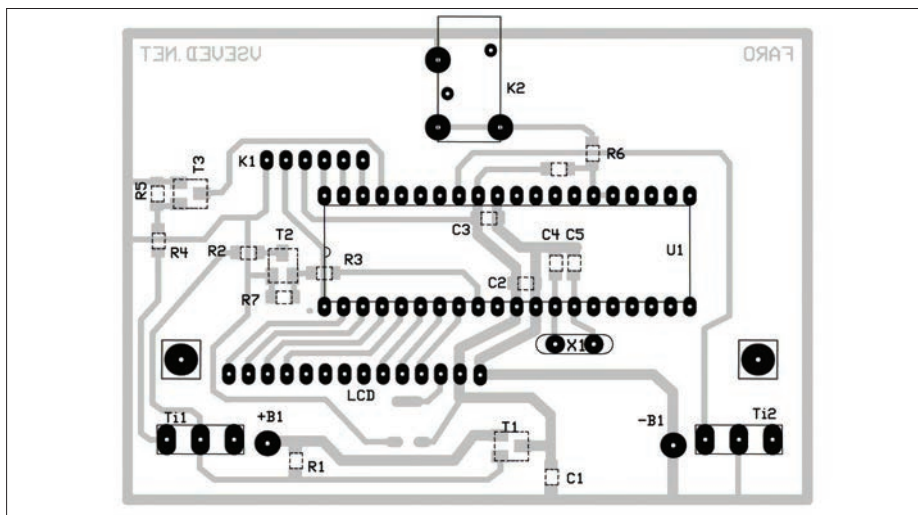 VSEVED.NET
FARO
K2
T3
K1
R6
R5
R4
R2
T2
R3
C3
C4
C5
U1
R7
C2
X1
LCD
Ti1
+B1
T1
-B1
Ti2
R1
C1